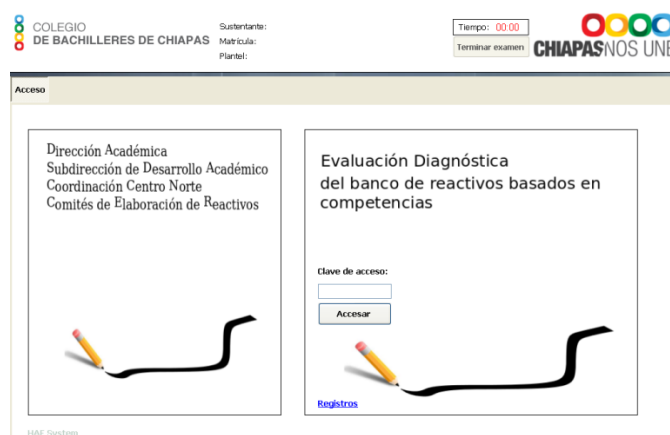 COLEGIO
DE BACHILLERES DE CHIAPAS
Sustentante:
Matrícula:
Plantel:
Tiempo: 00:00
Terminar examen
CHIAPASNOS UNE
Acceso
Dirección Académica
Subdirección de Desarrollo Académico
Coordinación Centro Norte
Comités de Elaboración de Reactivos
Evaluación Diagnóstica
del banco de reactivos basados en
competencias
Clave de acceso:
Accesar
Registros
HAE System